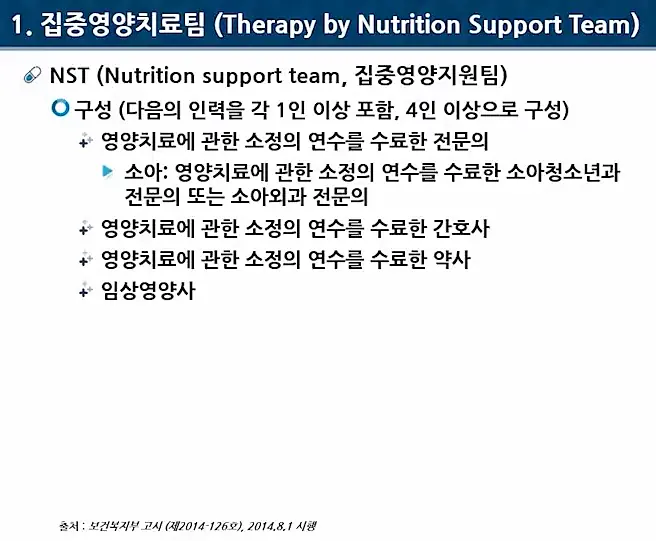 1. 집중영양치료팀 (Therapy by Nutrition Support Team)
NST (Nutrition support team, 집중영양지원팀)
구성 (다음의 인력을 각 1인 이상 포함, 4인 이상으로 구성)
영양치료에 관한 소정의 연수를 수료한 전문의
소아: 영양치료에 관한 소정의 연수를 수료한 소아청소년과
전문의 또는 소아외과 전문의
영양치료에 관한 소정의 연수를 수료한 간호사
영양치료에 관한 소정의 연수를 수료한 약사
임상영양사
출처 : 보건복지부 고시 (제2014-126호), 2014.8.1 시행